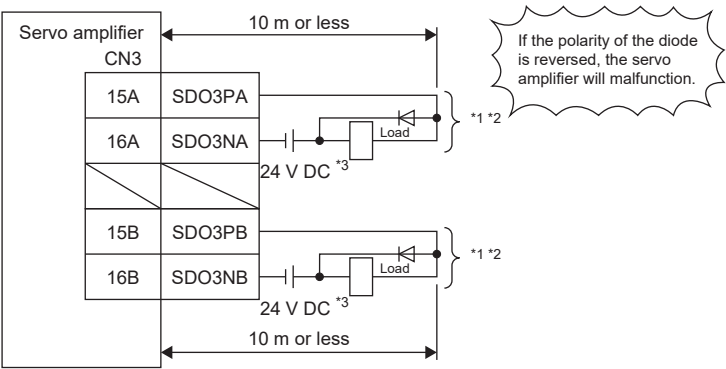 Servo amplifier
CN3
10 m or less
If the polarity of the diode
is reversed, the servo
amplifier will malfunction.
15A SDO3PA
*1 *2
Load
16A SDO3NA
24 V DC *3
15B SDO3PB
*1 *2
Load
16B SDO3NB
24 V DC *3
10 m or less